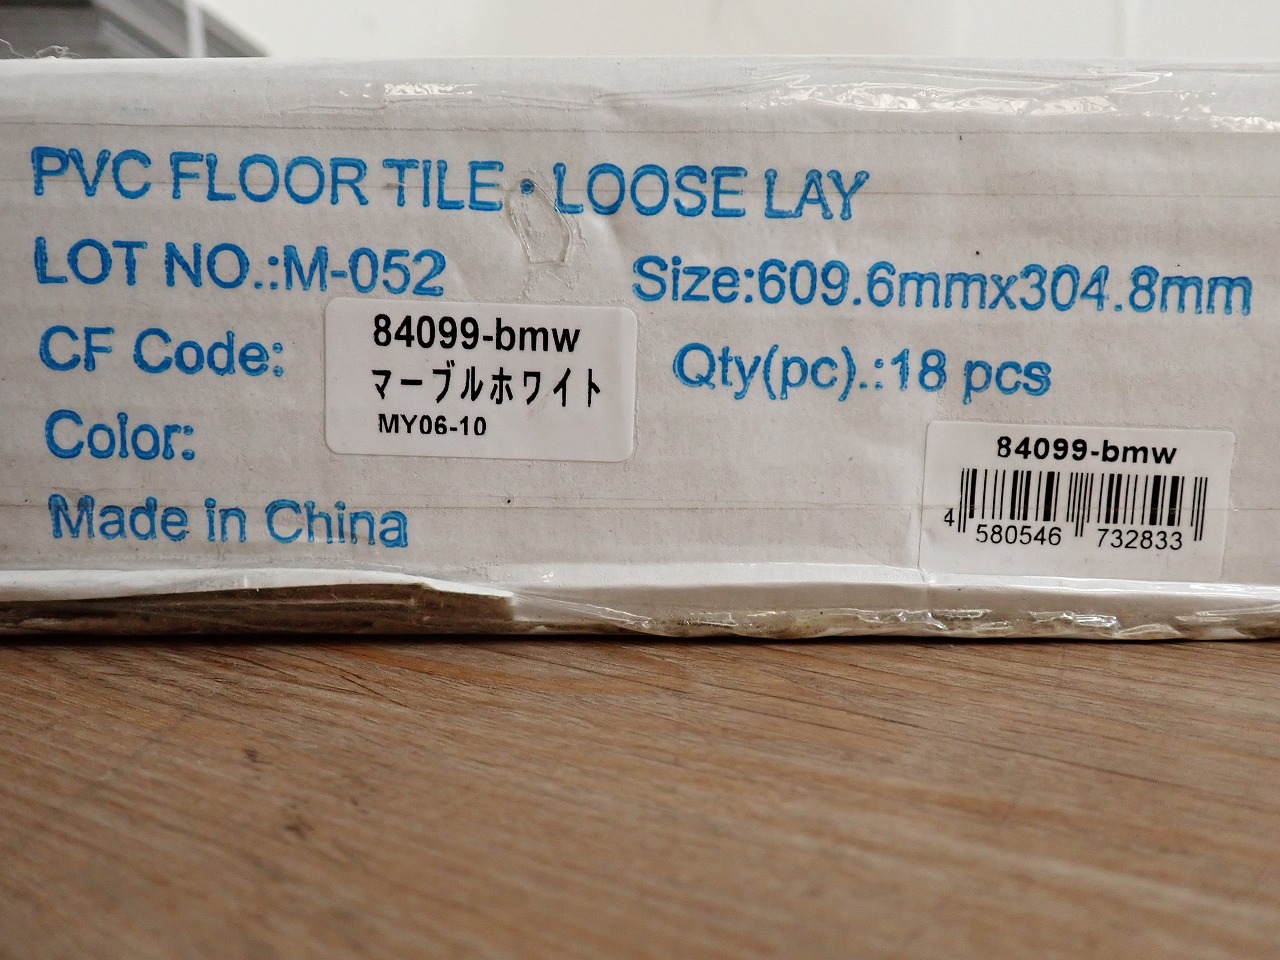 PVC FLOOR TILE・LOOSE LAY
LOT NO.:M-052
Size:609.6mmx304.8mm
CF Code:
84099-bmw
マーブルホワイト
MY06-10
Qty(pc).:18 pcs
Color:
Made in China
84099-bmw
4 580546 732833